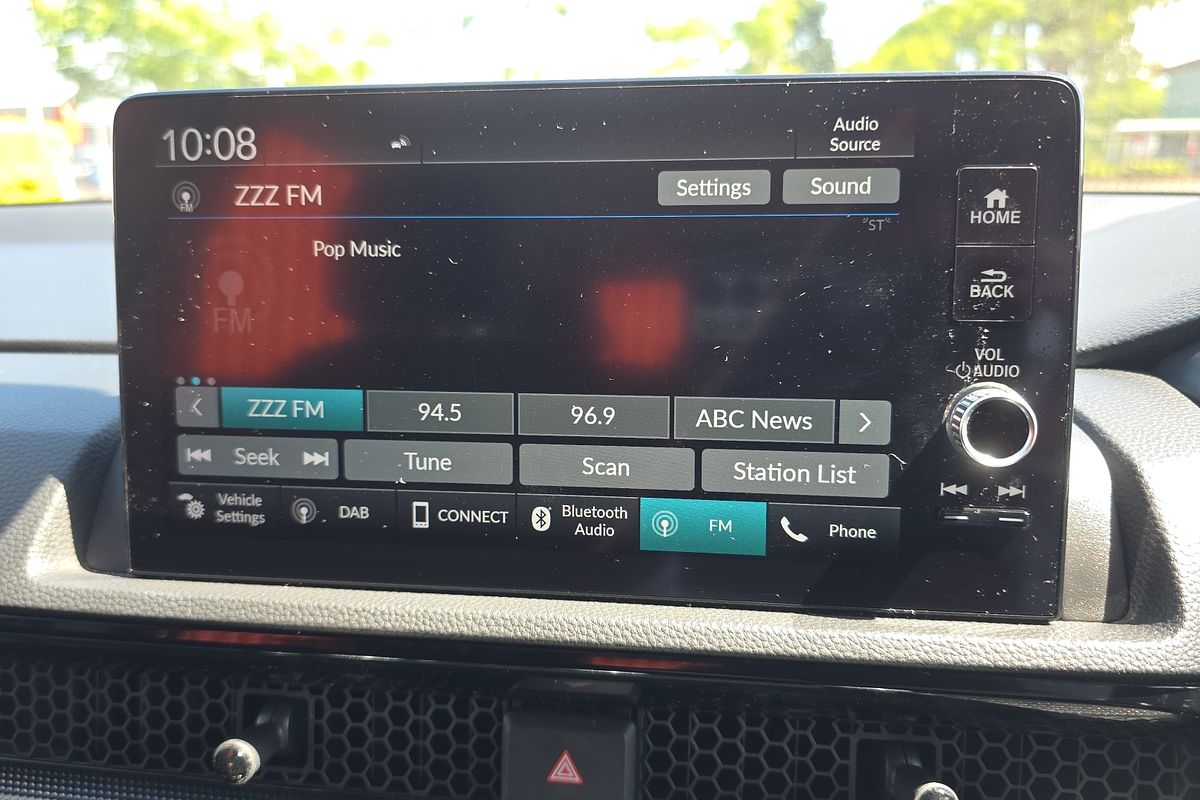 10:08
Audio
Source
FM
ZZZ FM
Settings
Sound
HOME
"ST"
Pop Music
FM
BACK
VOL
AUDIO
ZZZ FM
94.5
96.9
ABC News
Seek
Tune
Scan
Station List
Vehicle
Settings
DAB
CONNECT
Bluetooth
Audio
FM
Phone